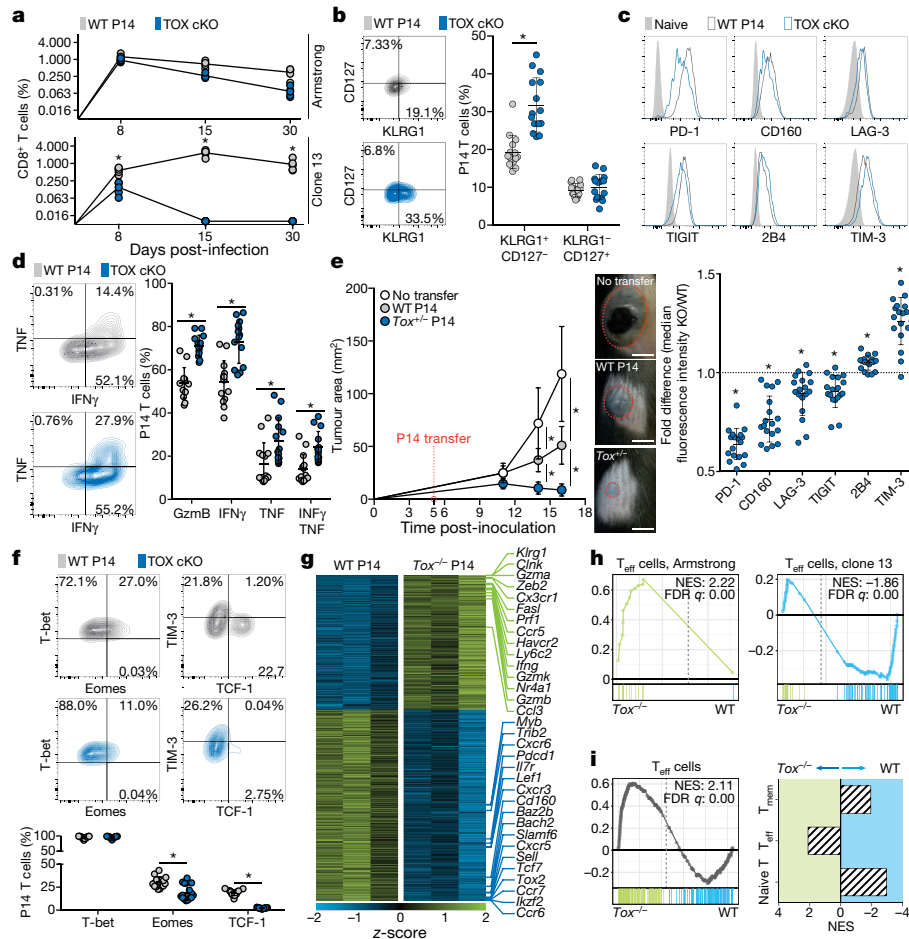 a
WT P14
TOX cKO
CD8⁺ T cells (%)
4.000
1.000
0.250
0.063
0.016
Armstrong
8
15
30
4.000
1.000
0.250
0.063
0.016
Clone 13
*
*
*
8
15
30
Days post-infection
b
WT P14
TOX cKO
7.33%
19.1%
CD127
KLRG1
6.8%
33.5%
CD127
KLRG1
P14 T cells (%)
50
40
30
20
10
0
*
KLRG1⁺
CD127⁻
KLRG1⁻
CD127⁺
c
Naive
WT P14
TOX cKO
PD-1
CD160
LAG-3
TIGIT
2B4
TIM-3
d
WT P14
TOX cKO
0.31%
14.4%
52.1%
TNF
IFNγ
0.76%
27.9%
55.2%
TNF
IFNγ
P14 T cells (%)
100
80
60
40
20
0
*
*
*
*
GzmB
IFNγ
TNF
INFγ
TNF
e
No transfer
WT P14
Tox⁺/⁻ P14
Tumour area (mm²)
200
150
100
50
0
P14 transfer
*
*
*
*
0
3
5
6
9
12
15
18
Time post-inoculation
No transfer
WT P14
Tox⁺/⁻
Fold difference (median
fluorescence intensity KO/WT)
1.5
1.0
0.5
*
*
*
*
*
*
PD-1
CD160
LAG-3
TIGIT
2B4
TIM-3
f
WT P14
TOX cKO
72.1%
27.0%
0.03%
T-bet
Eomes
21.8%
1.20%
22.7
TIM-3
TCF-1
88.0%
11.0%
0.04%
T-bet
Eomes
26.2%
0.04%
2.75%
TIM-3
TCF-1
P14 T cells (%)
100
50
50
25
0
*
*
T-bet
Eomes
TCF-1
g
WT P14
Tox⁻/⁻ P14
Klrg1
Clnk
Gzma
Zeb2
Cx3cr1
Fasl
Prf1
Ccr5
Havcr2
Ly6c2
Ifng
Gzmk
Nr4a1
Gzmb
Ccl3
Myb
Trib2
Cxcr6
Pdcd1
Il7r
Lef1
Cxcr3
Cd160
Baz2b
Bach2
Slamf6
Cxcr5
Sell
Tcf7
Tox2
Ccr7
Ikzf2
Ccr6
−2
−1
0
1
2
z-score
h
Teff cells, Armstrong
NES: 2.22
FDR q: 0.00
0.6
0.4
0.2
0
Tox⁻/⁻
WT
Teff cells, clone 13
NES: −1.86
FDR q: 0.00
0.2
0
−0.2
Tox⁻/⁻
WT
i
Teff cells
NES: 2.11
FDR q: 0.00
0.6
0.4
0.2
0
−0.2
Tox⁻/⁻
WT
Tox⁻/⁻
WT
Tmem
Teff
Naive T
4
2
0
−2
−4
NES